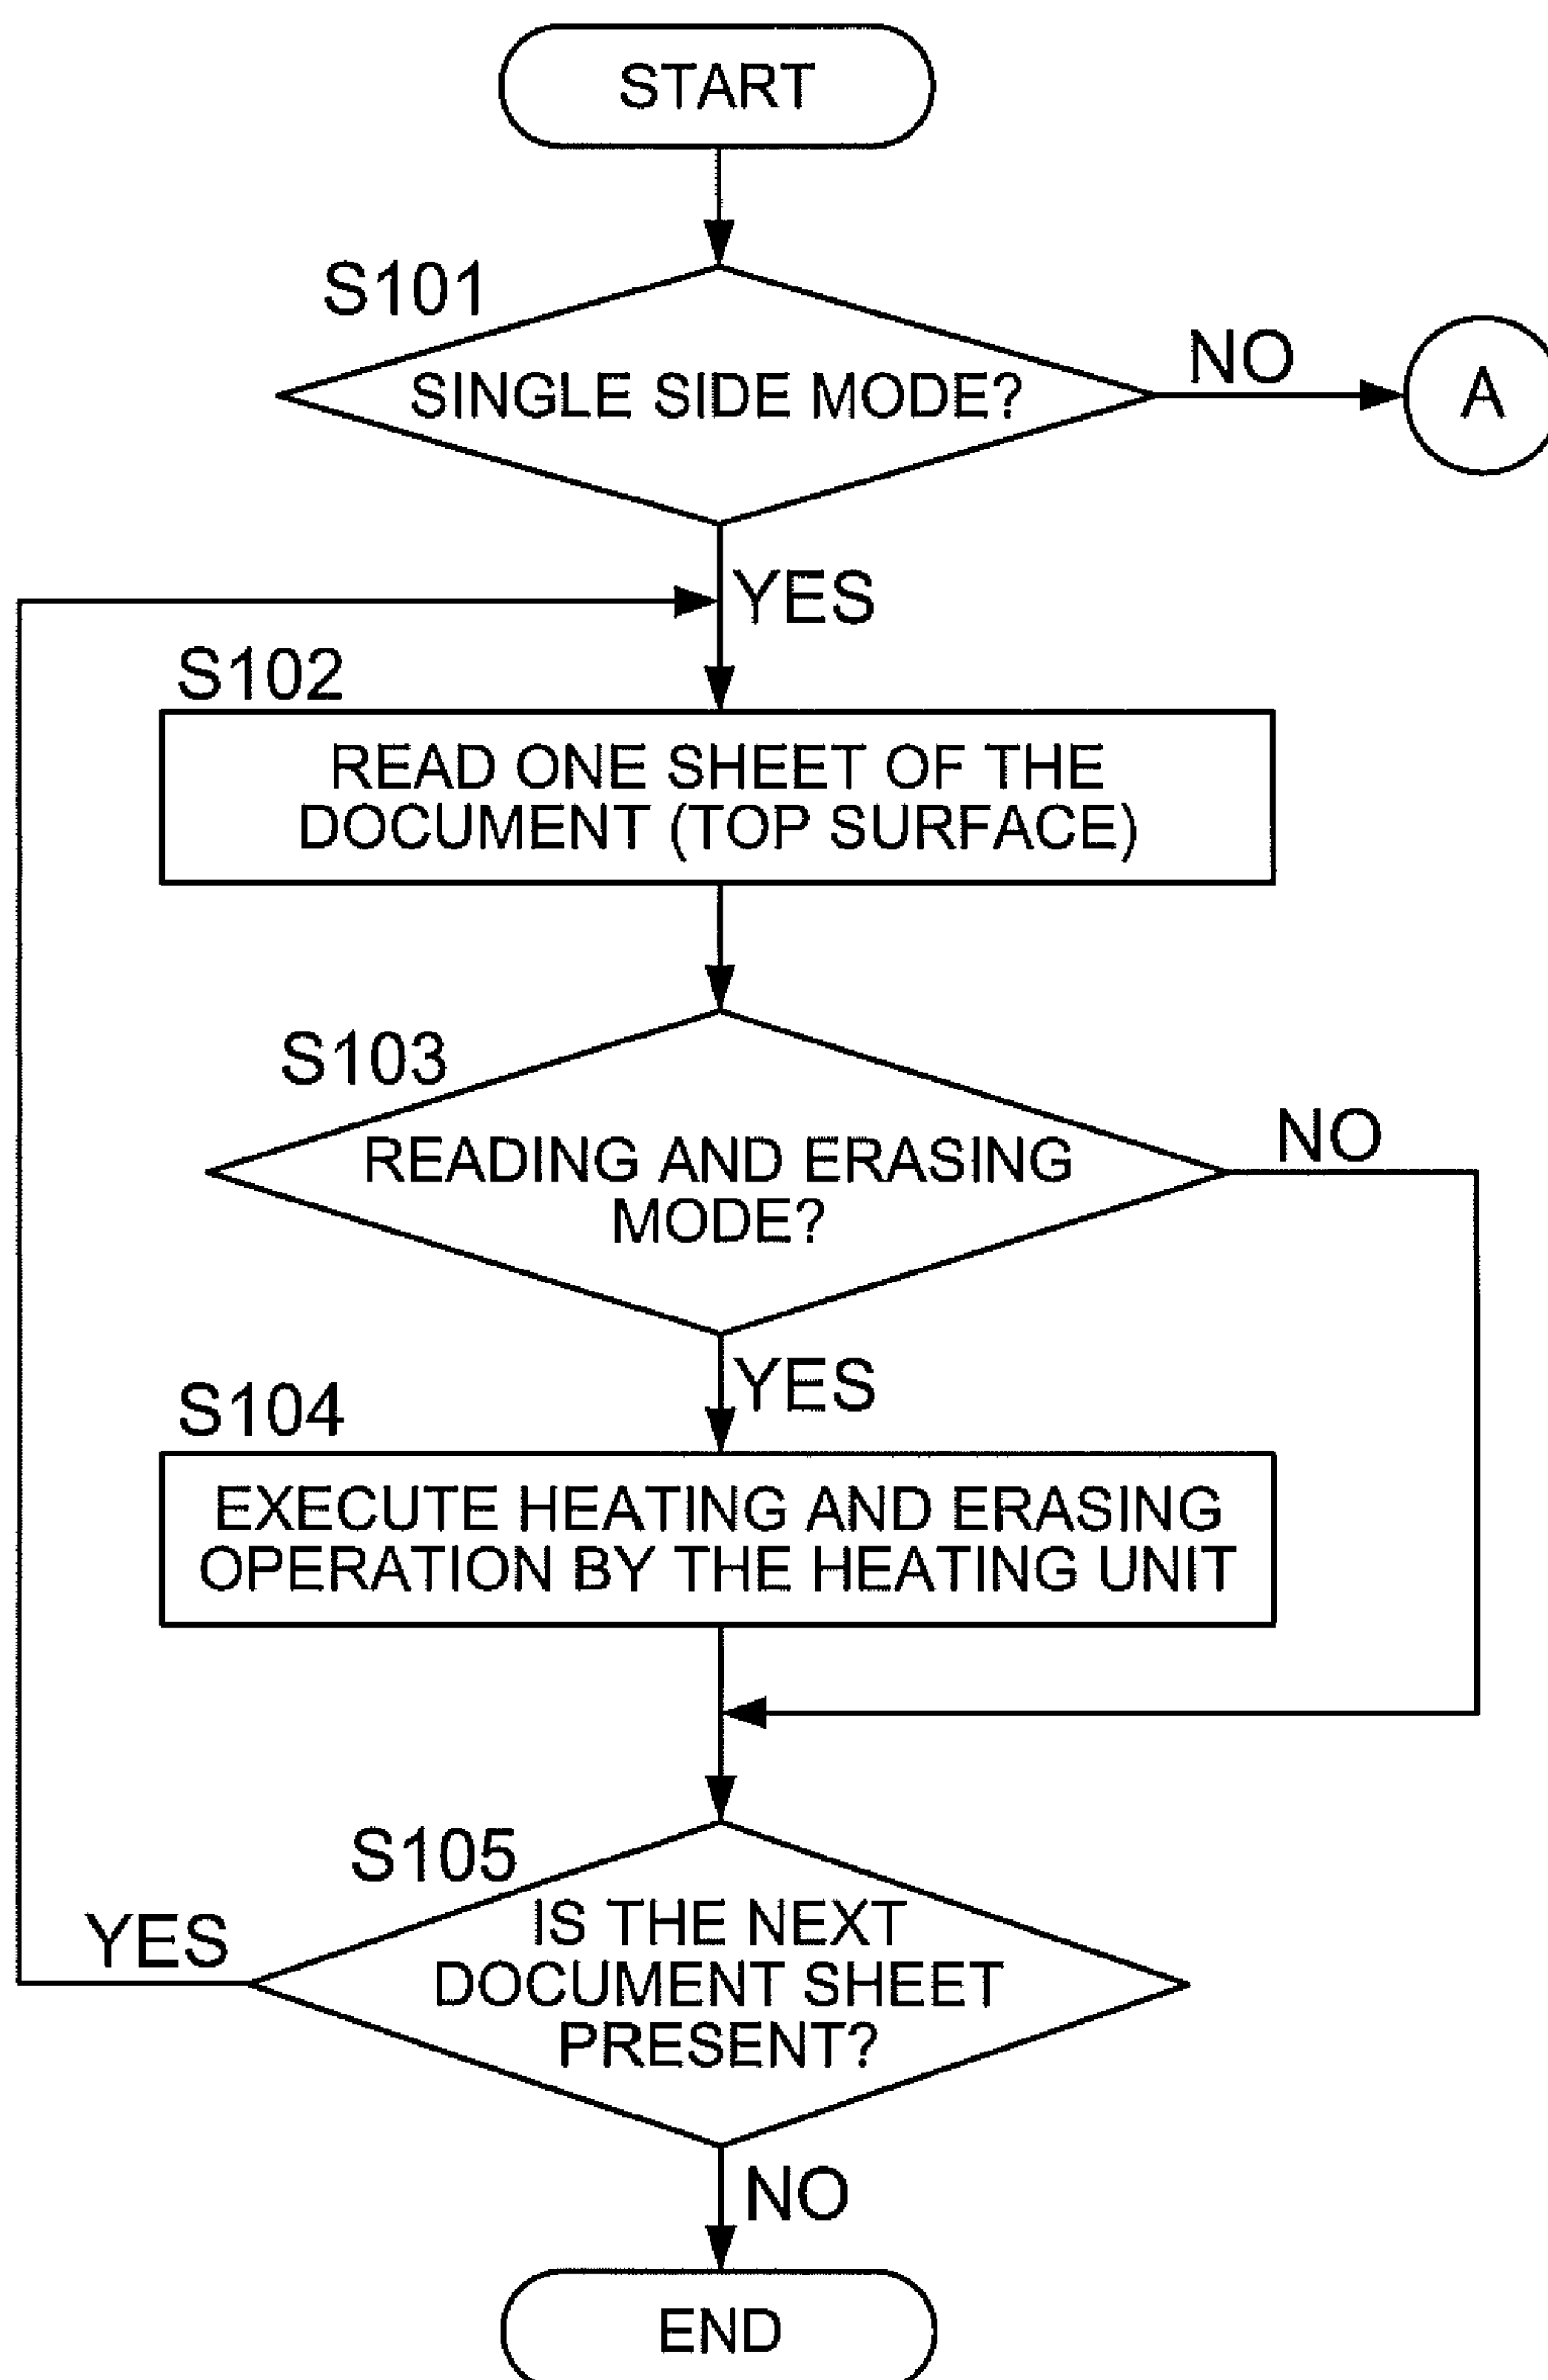 START
S101
SINGLE SIDE MODE?
NO
A
YES
S102
READ ONE SHEET OF THE
DOCUMENT (TOP SURFACE)
S103
READING AND ERASING
MODE?
NO
YES
S104
EXECUTE HEATING AND ERASING
OPERATION BY THE HEATING UNIT
S105
IS THE NEXT
DOCUMENT SHEET
PRESENT?
YES
NO
END